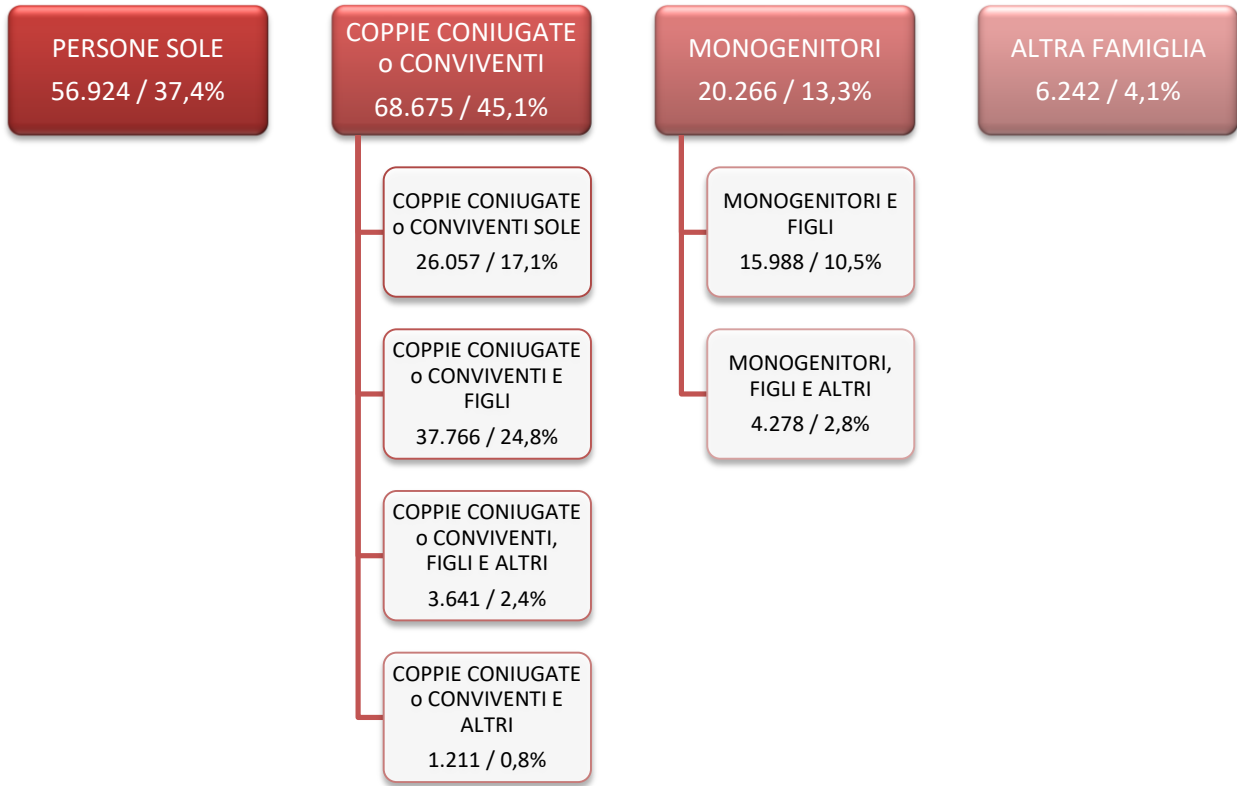 PERSONE SOLE
56.924 / 37,4%
COPPIE CONIUGATE
o CONVIVENTI
68.675 / 45,1%
COPPIE CONIUGATE
o CONVIVENTI SOLE
26.057 / 17,1%
COPPIE CONIUGATE
o CONVIVENTI E
FIGLI
37.766 / 24,8%
COPPIE CONIUGATE
o CONVIVENTI,
FIGLI E ALTRI
3.641 / 2,4%
COPPIE CONIUGATE
o CONVIVENTI E
ALTRI
1.211 / 0,8%
MONOGENITORI
20.266 / 13,3%
MONOGENITORI E
FIGLI
15.988 / 10,5%
MONOGENITORI,
FIGLI E ALTRI
4.278 / 2,8%
ALTRA FAMIGLIA
6.242 / 4,1%